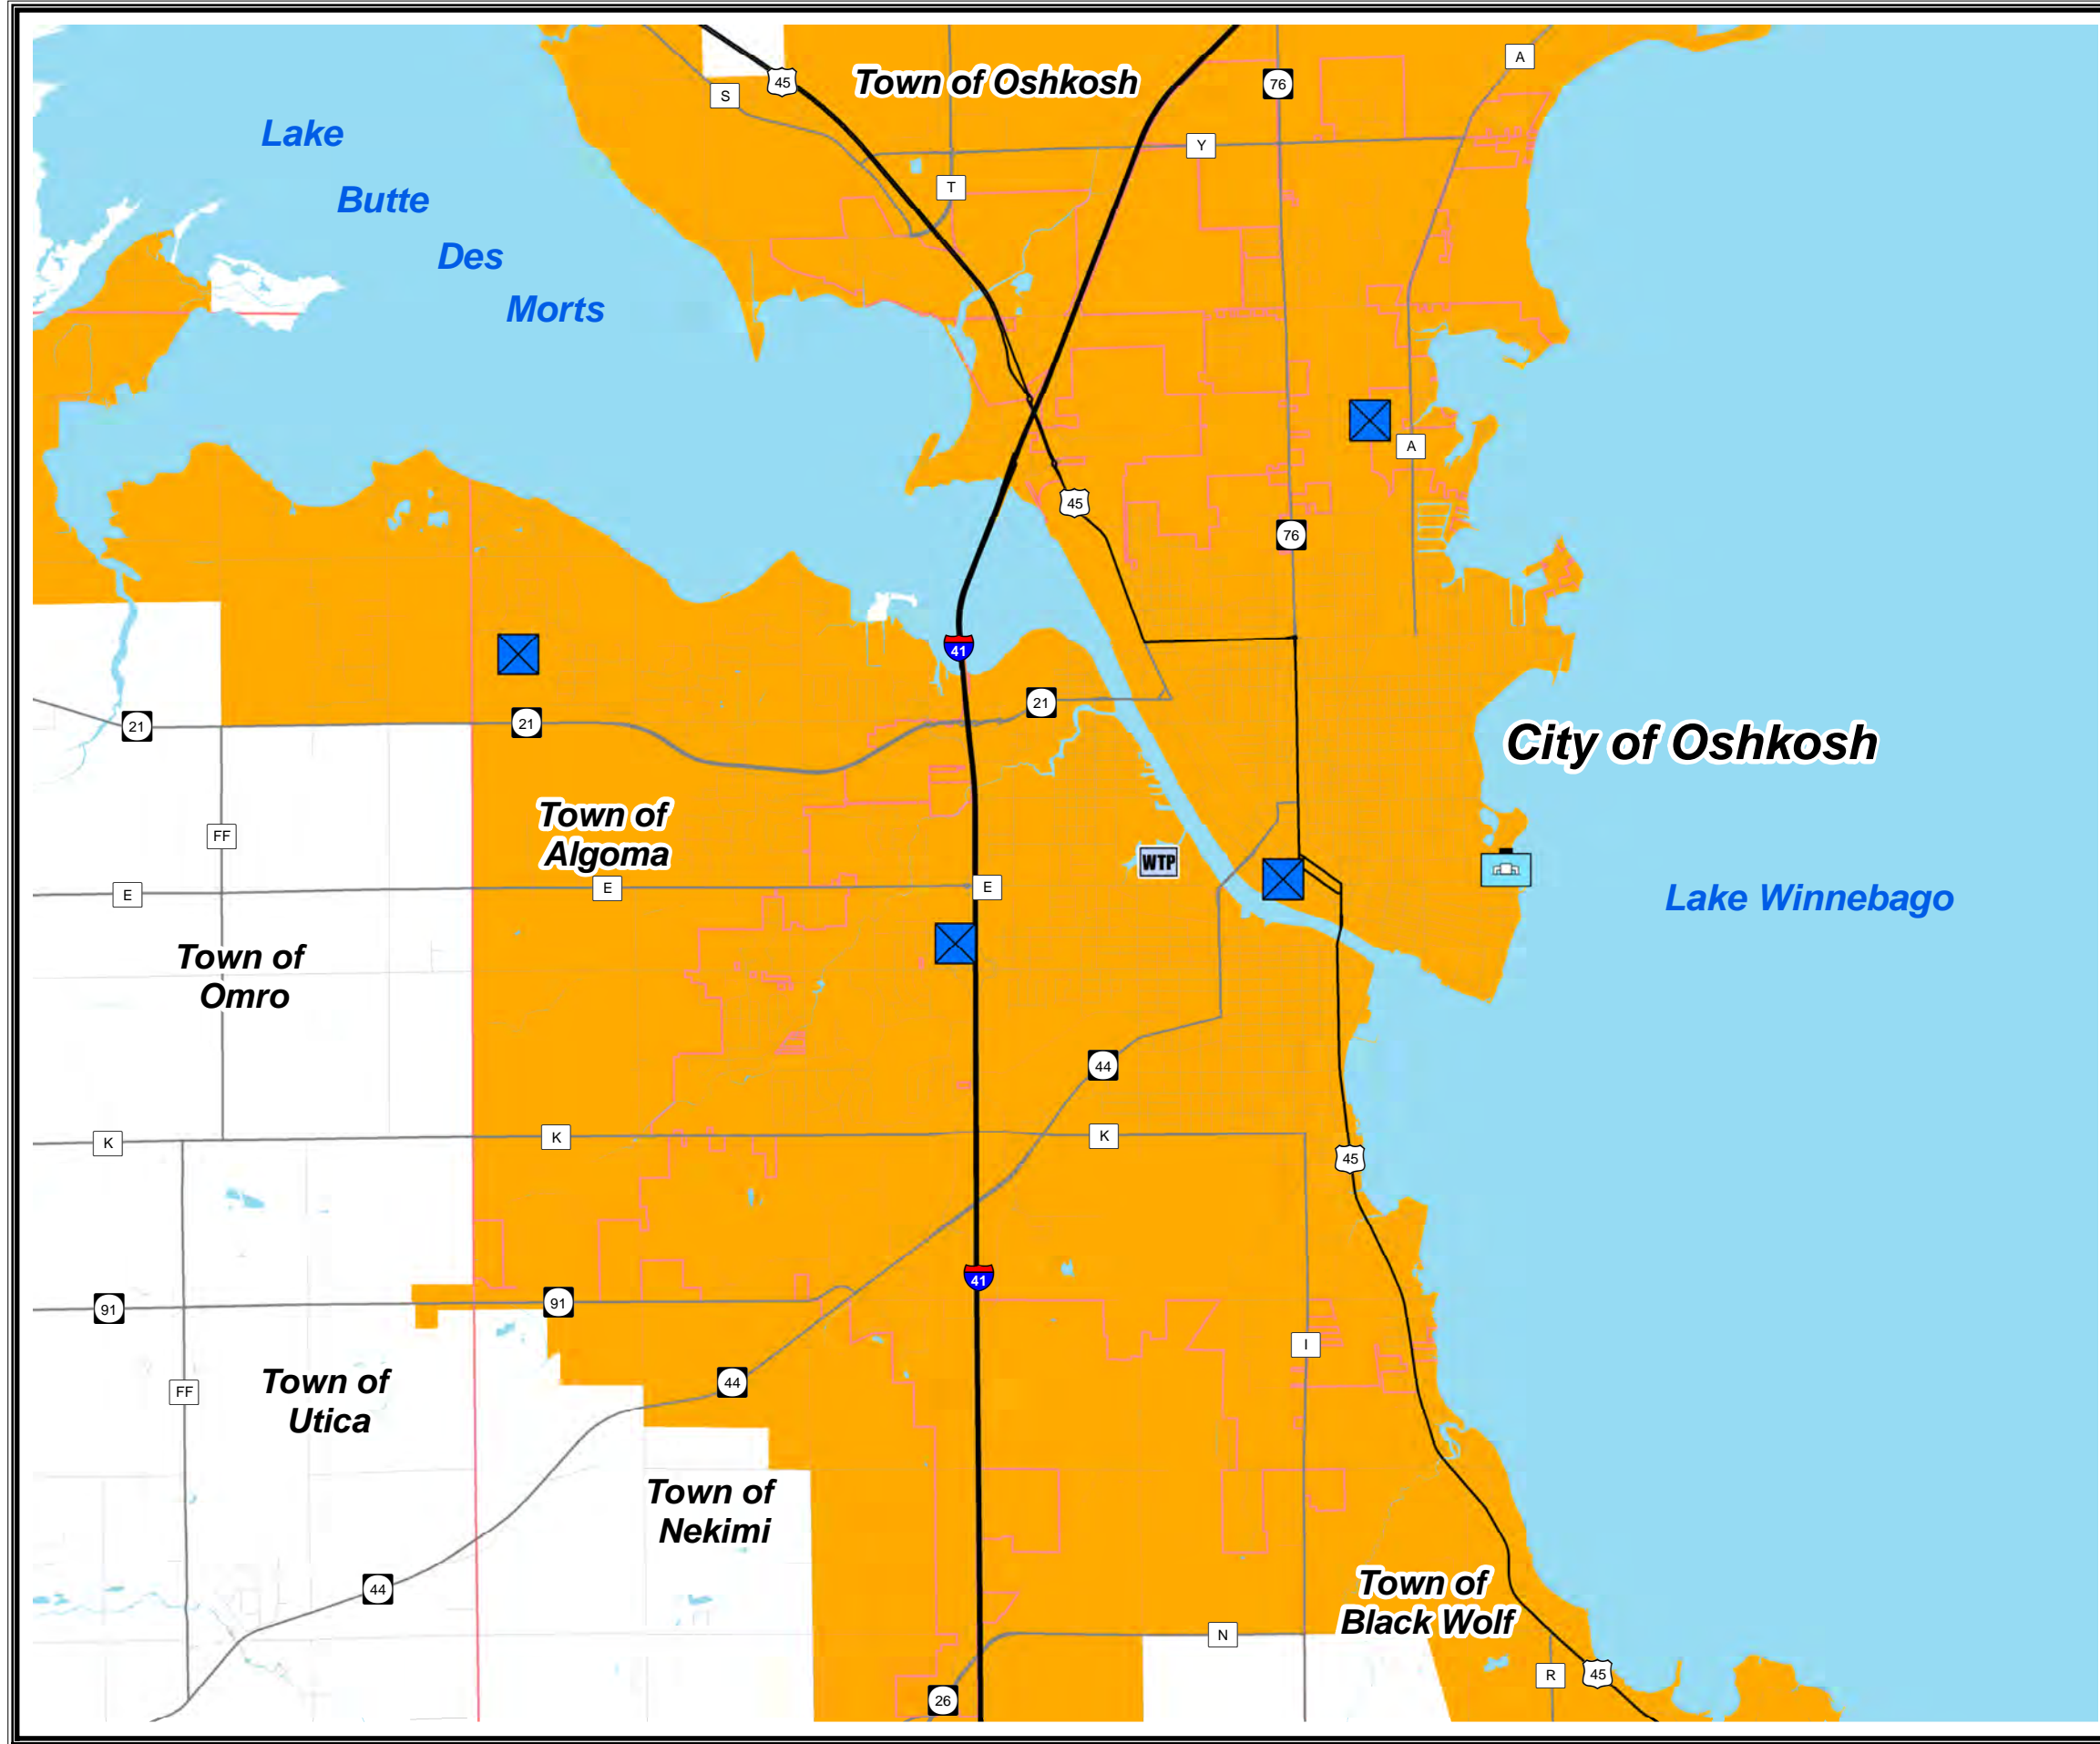 A
45
Town of Oshkosh
76
S
Lake
Y
T
Butte
Des
Morts
A
45
76
41
21
21
21
City of Oshkosh
Town of
Algoma
FF
WTP
E
E
E
Lake Winnebago
Town of
Omro
44
K
K
K
45
41
91
91
I
44
FF
Town of
Utica
Town of
Nekimi
44
Town of
Black Wolf
N
R
45
26